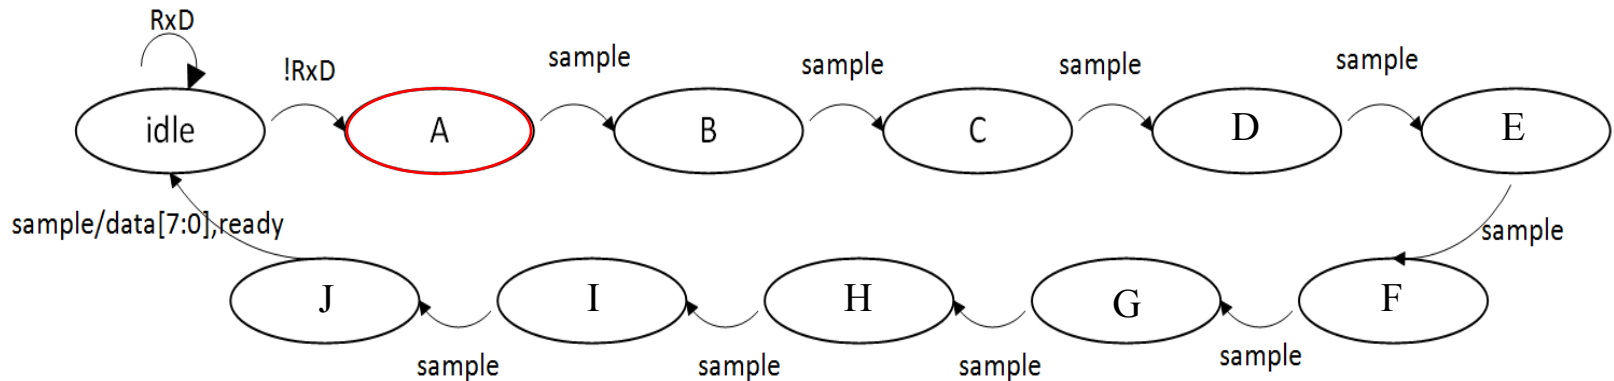 RxD
!RxD
sample
sample
sample
sample
idle
A
B
C
D
E
sample/data[7:0],ready
sample
J
I
H
G
F
sample
sample
sample
sample